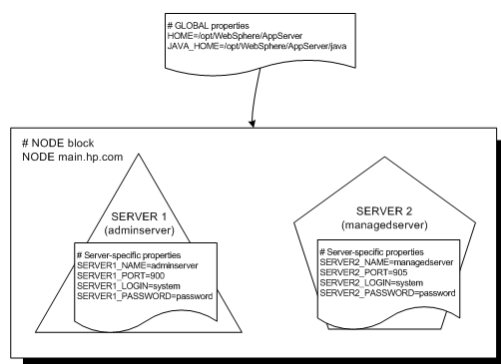 # GLOBAL properties
HOME=/opt/WebSphere/AppServer
JAVA_HOME=/opt/WebSphere/AppServer/java
# NODE block
NODE main.hp.com
SERVER 1
(adminserver)
# Server-specific properties
SERVER1_NAME=adminserver
SERVER1_PORT=900
SERVER1_LOGIN=system
SERVER1_PASSWORD=password
SERVER 2
(managedserver)
# Server-specific properties
SERVER2_NAME=managedserver
SERVER2_PORT=905
SERVER2_LOGIN=system
SERVER2_PASSWORD=password